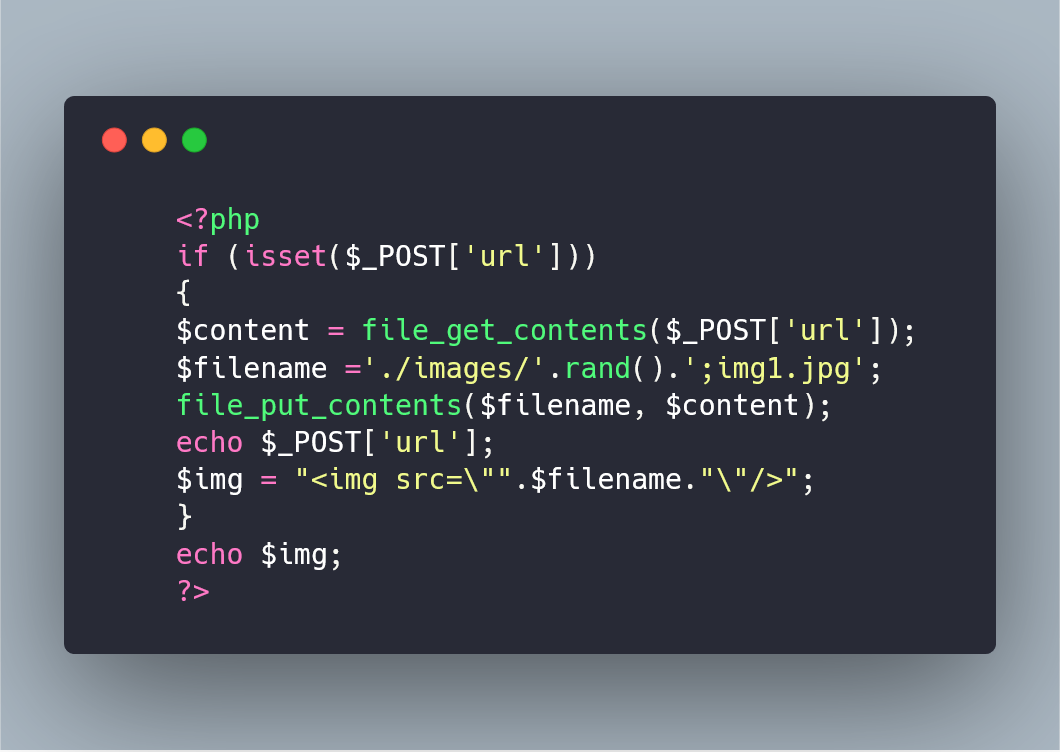 <?php
if (isset($_POST['url']))
{
$content = file_get_contents($_POST['url']);
$filename ='./images/'.rand().';img1.jpg';
file_put_contents($filename, $content);
echo $_POST['url'];
$img = "<img src=\"".$filename."\"/>";
}
echo $img;
?>